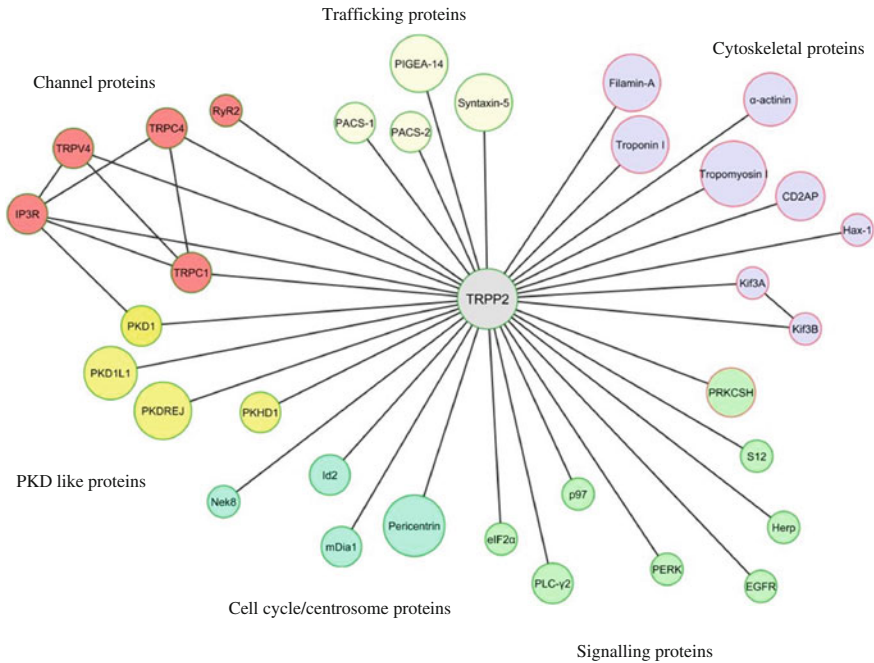 Trafficking proteins
Cytoskeletal proteins
Channel proteins
PIGEA-14
Syntaxin-5
PACS-1
PACS-2
Filamin-A
α-actinin
Troponin I
Tropomyosin I
CD2AP
Hax-1
Kif3A
Kif3B
RyR2
TRPC4
TRPV4
IP3R
TRPC1
TRPP2
PKD1
PKD1L1
PKDREJ
PKHD1
PRKCSH
S12
Herp
EGFR
PERK
p97
PLC-γ2
eIF2α
Pericentrin
mDia1
Id2
Nek8
PKD like proteins
Cell cycle/centrosome proteins
Signalling proteins